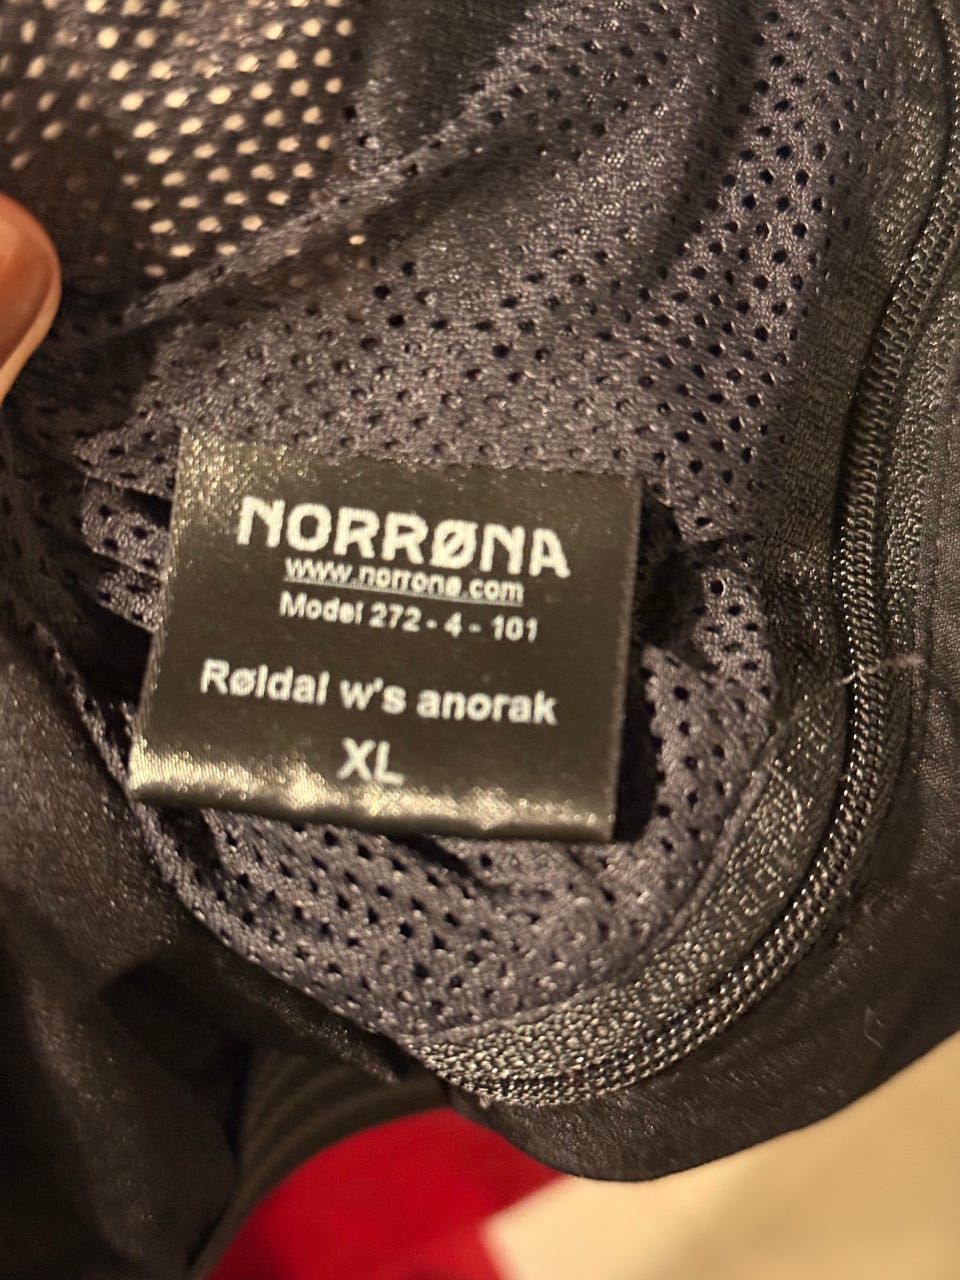 NORRØNA
www.norrona.com
Model 272 - 4 - 101
Røldal w's anorak
XL